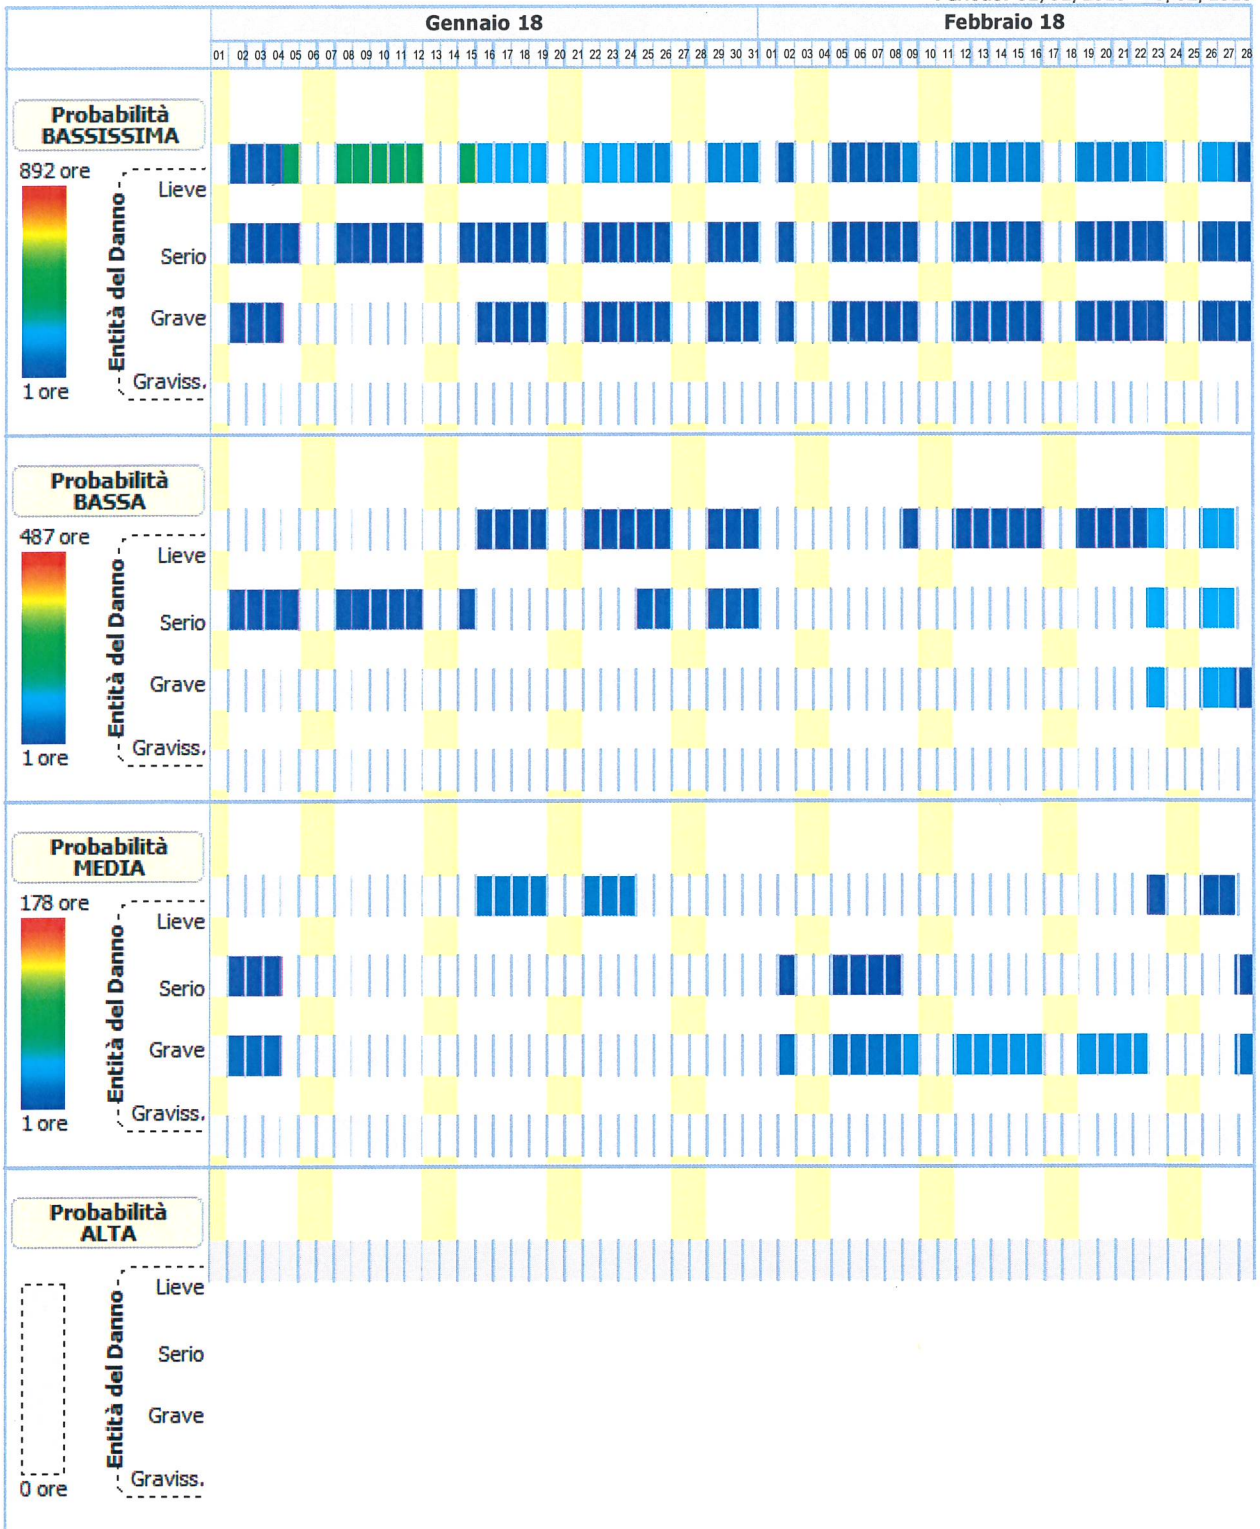 Gennaio 18 Febbraio 18
01 02 03 04 05 06 07 08 09 10 11 12 13 14 15 16 17 18 19 20 21 22 23 24 25 26 27 28 29 30 31 01 02 03 04 05 06 07 08 09 10 11 12 13 14 15 16 17 18 19 20 21 22 23 24 25 26 27 28
Probabilità
BASSISSIMA
892 ore
Entità del Danno
Lieve
Serio
Grave
Graviss.
1 ore
Probabilità
BASSA
487 ore
Entità del Danno
Lieve
Serio
Grave
Graviss.
1 ore
Probabilità
MEDIA
178 ore
Entità del Danno
Lieve
Serio
Grave
Graviss.
1 ore
Probabilità
ALTA
Entità del Danno
Lieve
Serio
Grave
Graviss.
0 ore